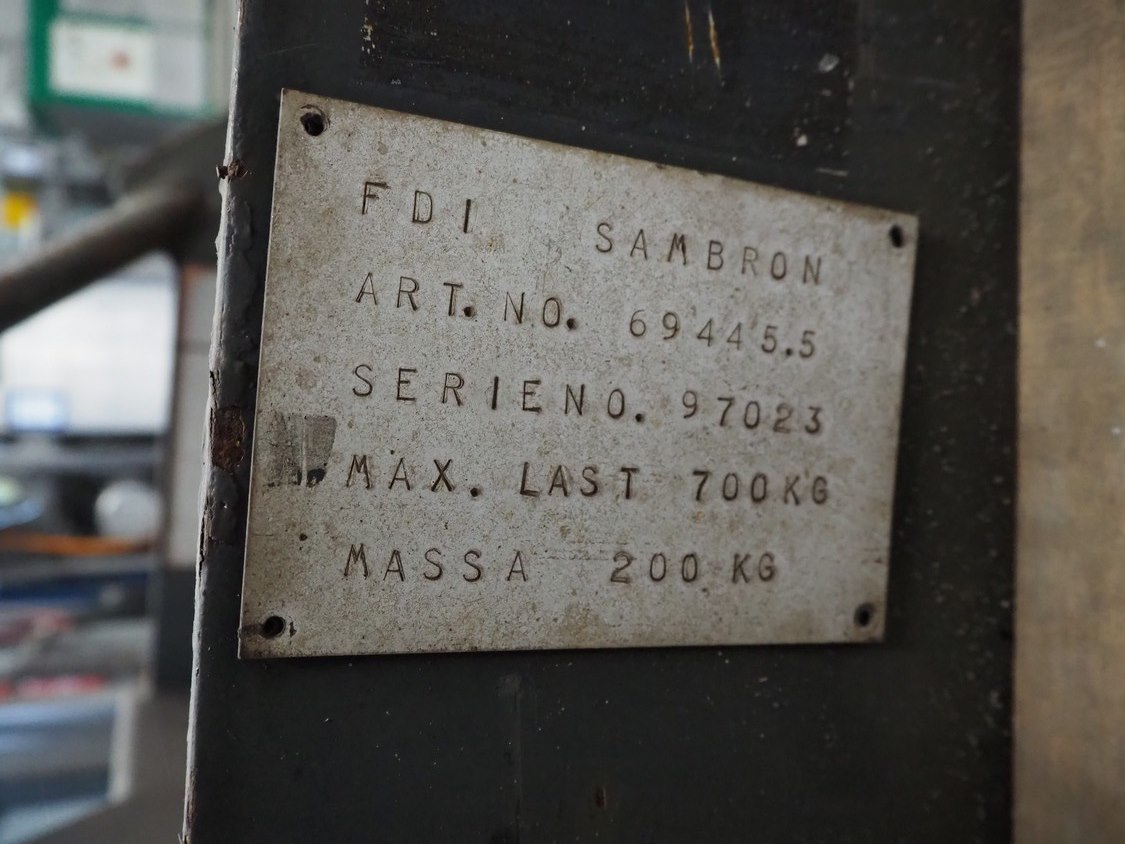 FDI SAMBRON
ART. NO. 69445.5
SERIENO. 97023
MAX. LAST 700KG
MASSA 200 KG